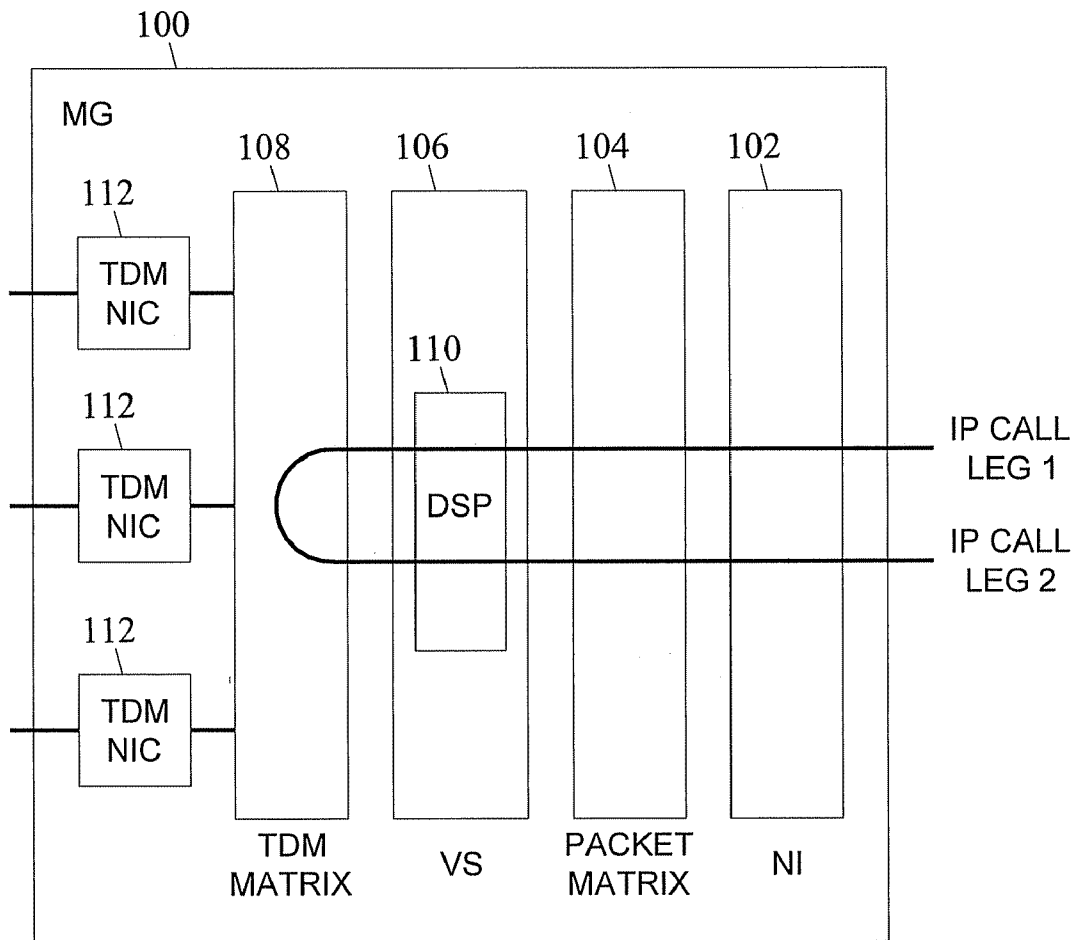 100
MG
108
106
104
102
112
TDM
NIC
110
112
TDM
NIC
DSP
IP CALL
LEG 1
IP CALL
LEG 2
112
TDM
NIC
TDM
MATRIX
VS
PACKET
MATRIX
NI